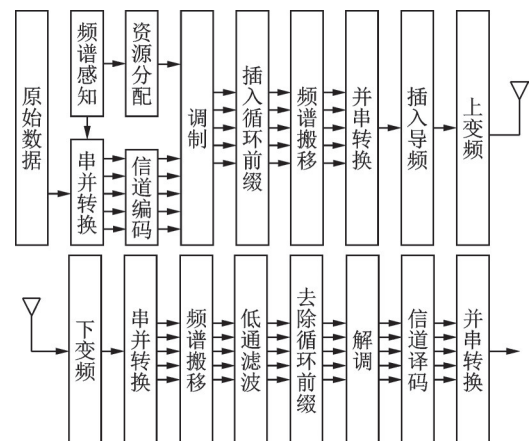 原始数据
频谱感知
资源分配
串并转换
信道编码
调制
插入循环前缀
频谱搬移
并串转换
插入导频
上变频
下变频
串并转换
频谱搬移
低通滤波
去除循环前缀
解调
信道译码
并串转换